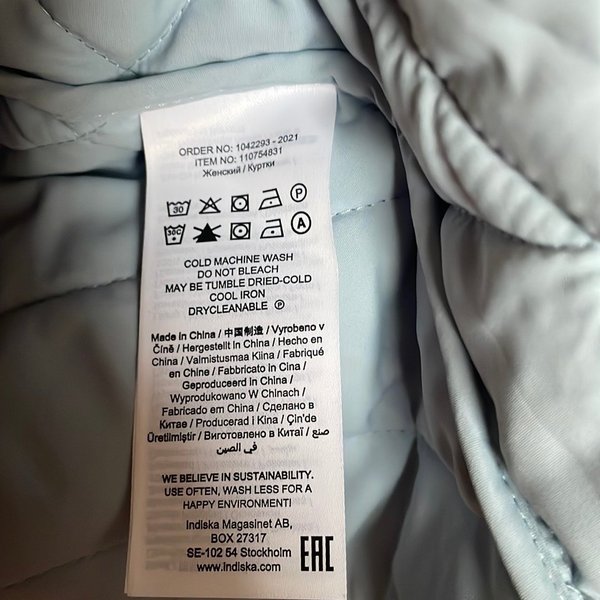 ORDER NO: 1042293 - 2021
ITEM NO: 110754831
Женский / Куртки
30 P
30C A
COLD MACHINE WASH
DO NOT BLEACH
MAY BE TUMBLE DRIED-COLD
COOL IRON
DRYCLEANABLE Ⓟ
Made in China / 中国制造 / Vyrobeno v
Číně / Hergestellt in China / Hecho en
China / Valmistusmaa Kiina / Fabriqué
en Chine / Fabbricato in Cina /
Geproduceerd in China /
Wyprodukowano W Chinach /
Fabricado em China / Сделано в
Китае / Producerad i Kina / Çin'de
Üretilmiştir / Виготовлено в Китаї / صنع
في الصين
WE BELIEVE IN SUSTAINABILITY.
USE OFTEN, WASH LESS FOR A
HAPPY ENVIRONMENTI
Indiska Magasinet AB,
BOX 27317
SE-102 54 Stockholm
www.Indiska.com
EAC